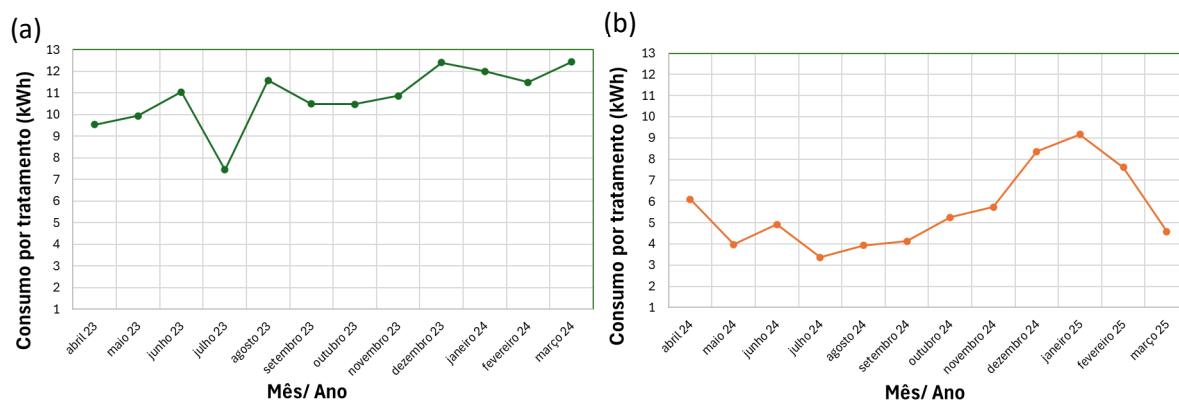 (a)
Consumo por tratamento (kWh)
13
12
11
10
9
8
7
6
5
4
3
2
1
abril 23
maio 23
junho 23
julho 23
agosto 23
setembro 23
outubro 23
novembro 23
dezembro 23
janeiro 24
fevereiro 24
março 24
Mês/ Ano
(b)
Consumo por tratamento (kWh)
13
12
11
10
9
8
7
6
5
4
3
2
1
abril 24
maio 24
junho 24
julho 24
agosto 24
setembro 24
outubro 24
novembro 24
dezembro 24
janeiro 25
fevereiro 25
março 25
Mês/ Ano